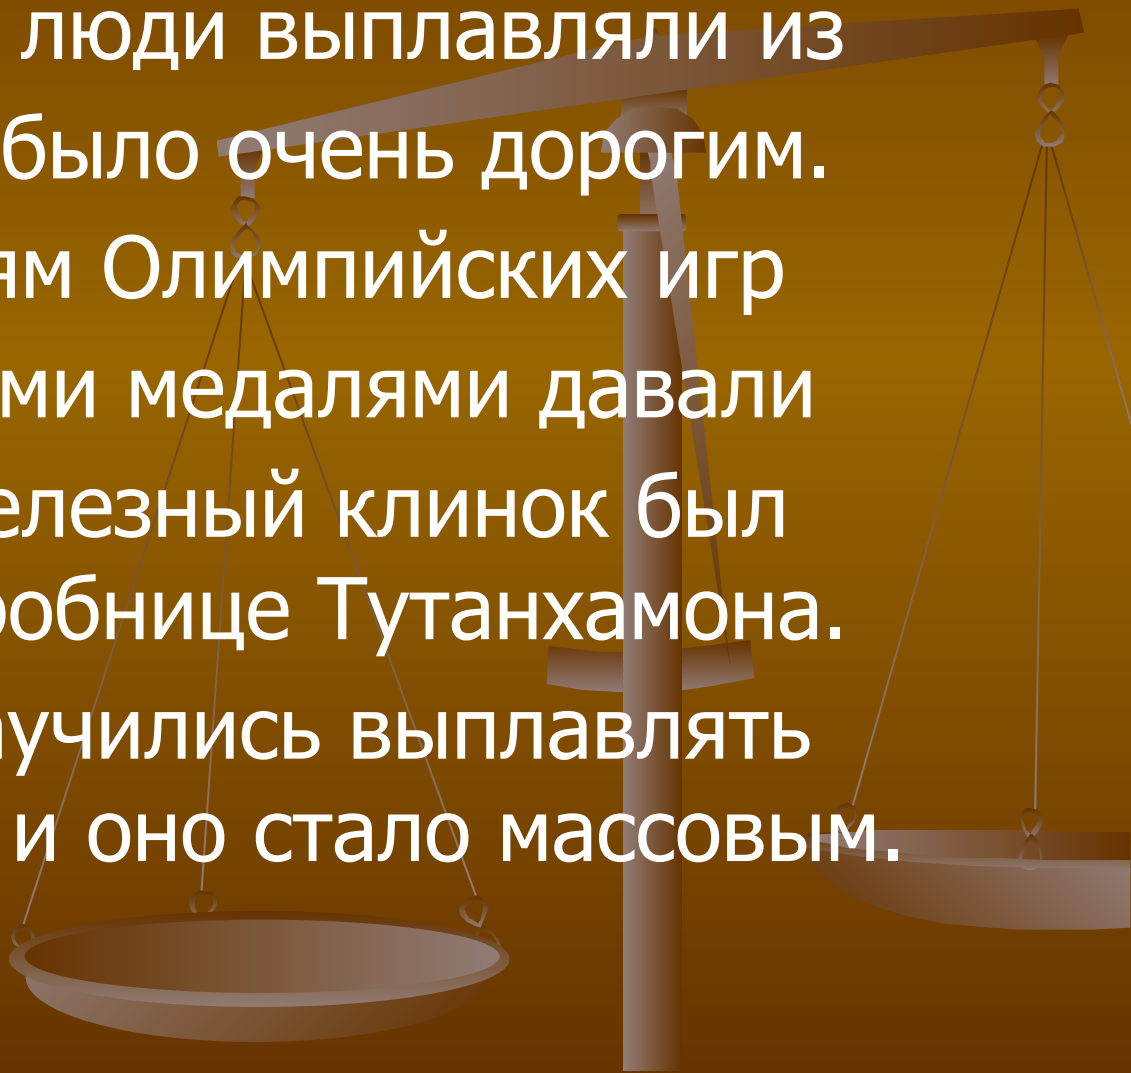 люди выплавляли из
было очень дорогим.
ям Олимпийских игр
ми медалями давали
елезный клинок был
робнице Тутанхамона.
аучились выплавлять
и оно стало массовым.